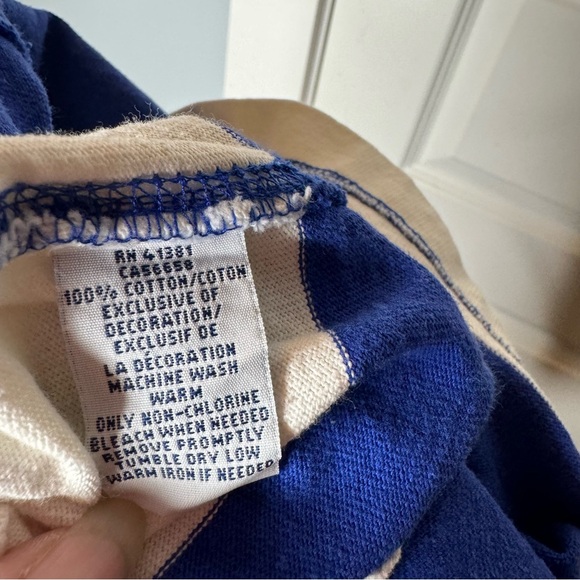 RN 41381
CA56656
100% COTTON/COTON
EXCLUSIVE OF
DECORATION/
EXCLUSIF DE
LA DÉCORATION
MACHINE WASH
WARM
ONLY NON-CHLORINE
BLEACH WHEN NEEDED
REMOVE PROMPTLY
TUMBLE DRY LOW
WARM IRON IF NEEDED